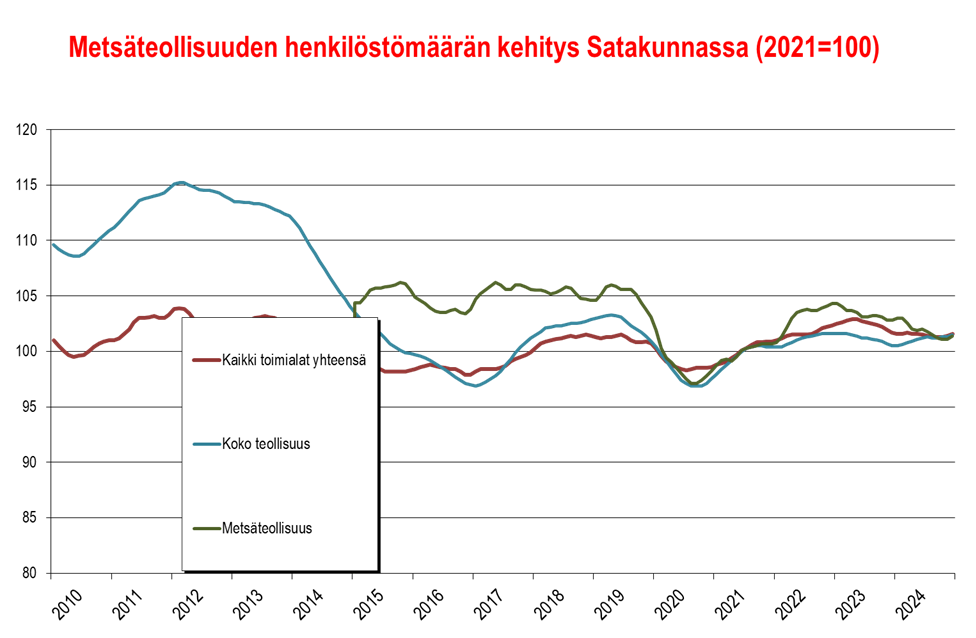 Metsäteollisuuden henkilöstömäärän kehitys Satakunnassa (2021=100)
120
115
110
105
100
95
90
85
80
Kaikki toimialat yhteensä
Koko teollisuus
Metsäteollisuus
2010 2011 2012 2013 2014 2015 2016 2017 2018 2019 2020 2021 2022 2023 2024